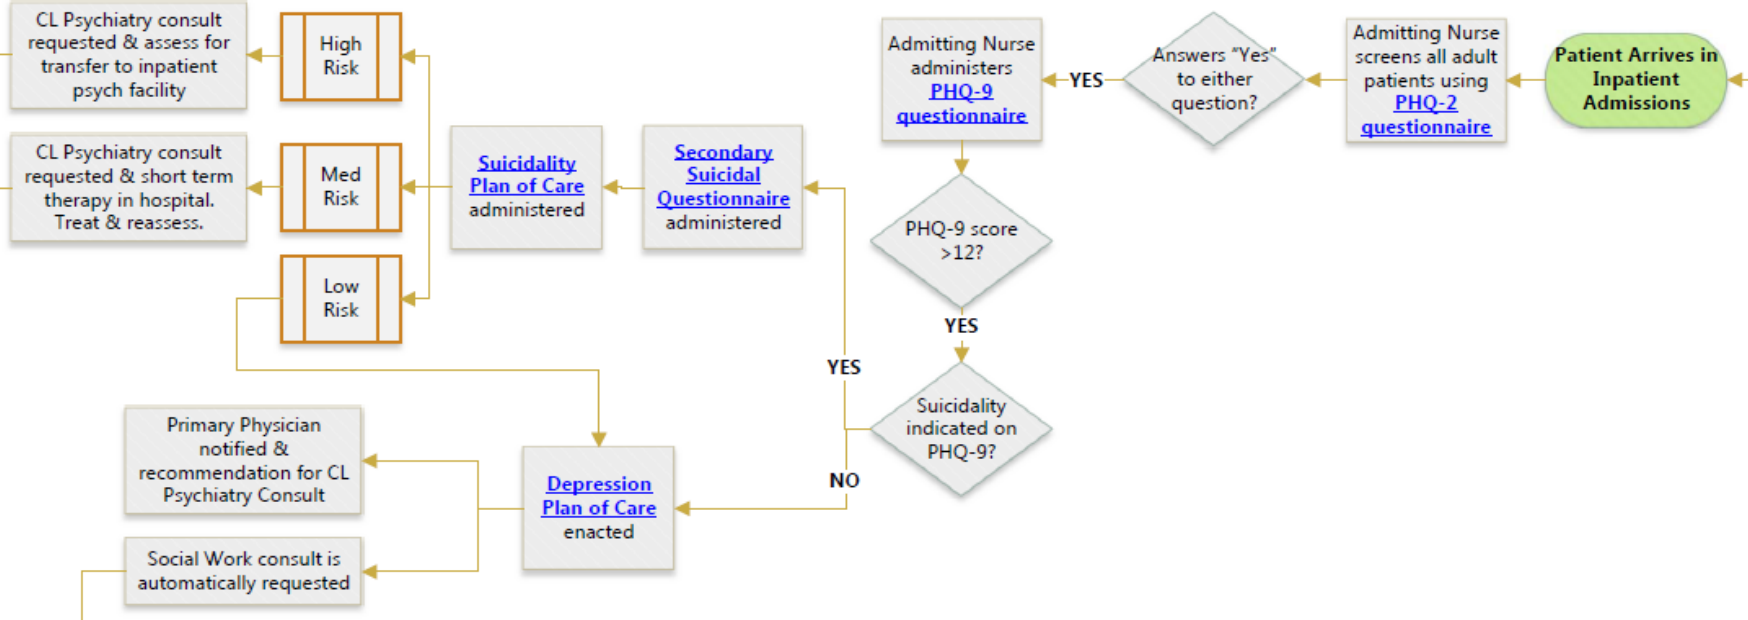 Patient Arrives in
Inpatient
Admissions
Admitting Nurse
screens all adult
patients using
PHQ-2
questionnaire
Answers “Yes”
to either
question?
YES
Admitting Nurse
administers
PHQ-9
questionnaire
PHQ-9 score
>12?
YES
Suicidality
indicated on
PHQ-9?
YES
NO
Secondary
Suicidal
Questionnaire
administered
Suicidality
Plan of Care
administered
High
Risk
Med
Risk
Low
Risk
CL Psychiatry consult
requested & assess for
transfer to inpatient
psych facility
CL Psychiatry consult
requested & short term
therapy in hospital.
Treat & reassess.
Depression
Plan of Care
enacted
Primary Physician
notified &
recommendation for CL
Psychiatry Consult
Social Work consult is
automatically requested